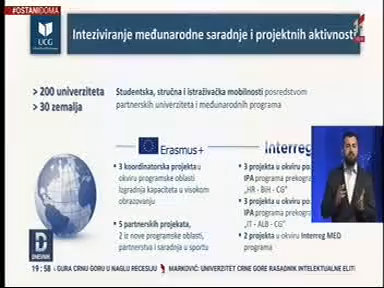 #OSTANIDOMA
UCG
Inteziviranje međunarodne saradnje i projektnih aktivnosti
> 200 univerziteta
> 30 zemalja
Studentska, stručna i istraživačka mobilnosti posredstvom
partnerskih univerziteta i međunarodnih programa
Erasmus+
• 3 koordinatorska projekta u
okviru programske oblasti
Izgradnja kapaciteta u visokom
obrazovanju
• 5 partnerskih projekata,
2 iz nove programske oblasti,
partnerstva i saradnja u sportu
Interreg
• 3 projekta u okviru
IPA programa prekogr
„HR - BiH - CG"
• 3 projekta u okviru
IPA programa prekogr
„IT - ALB - CG"
• 2 projekta u okviru Interreg MED
programa
D
DNEVNIK
19:58 GURA CRNU GORU U NAGLU RECESIJU MARKOVIĆ: UNIVERZITET CRNE GORE RASADNIK INTELEKTUALNE ELIT